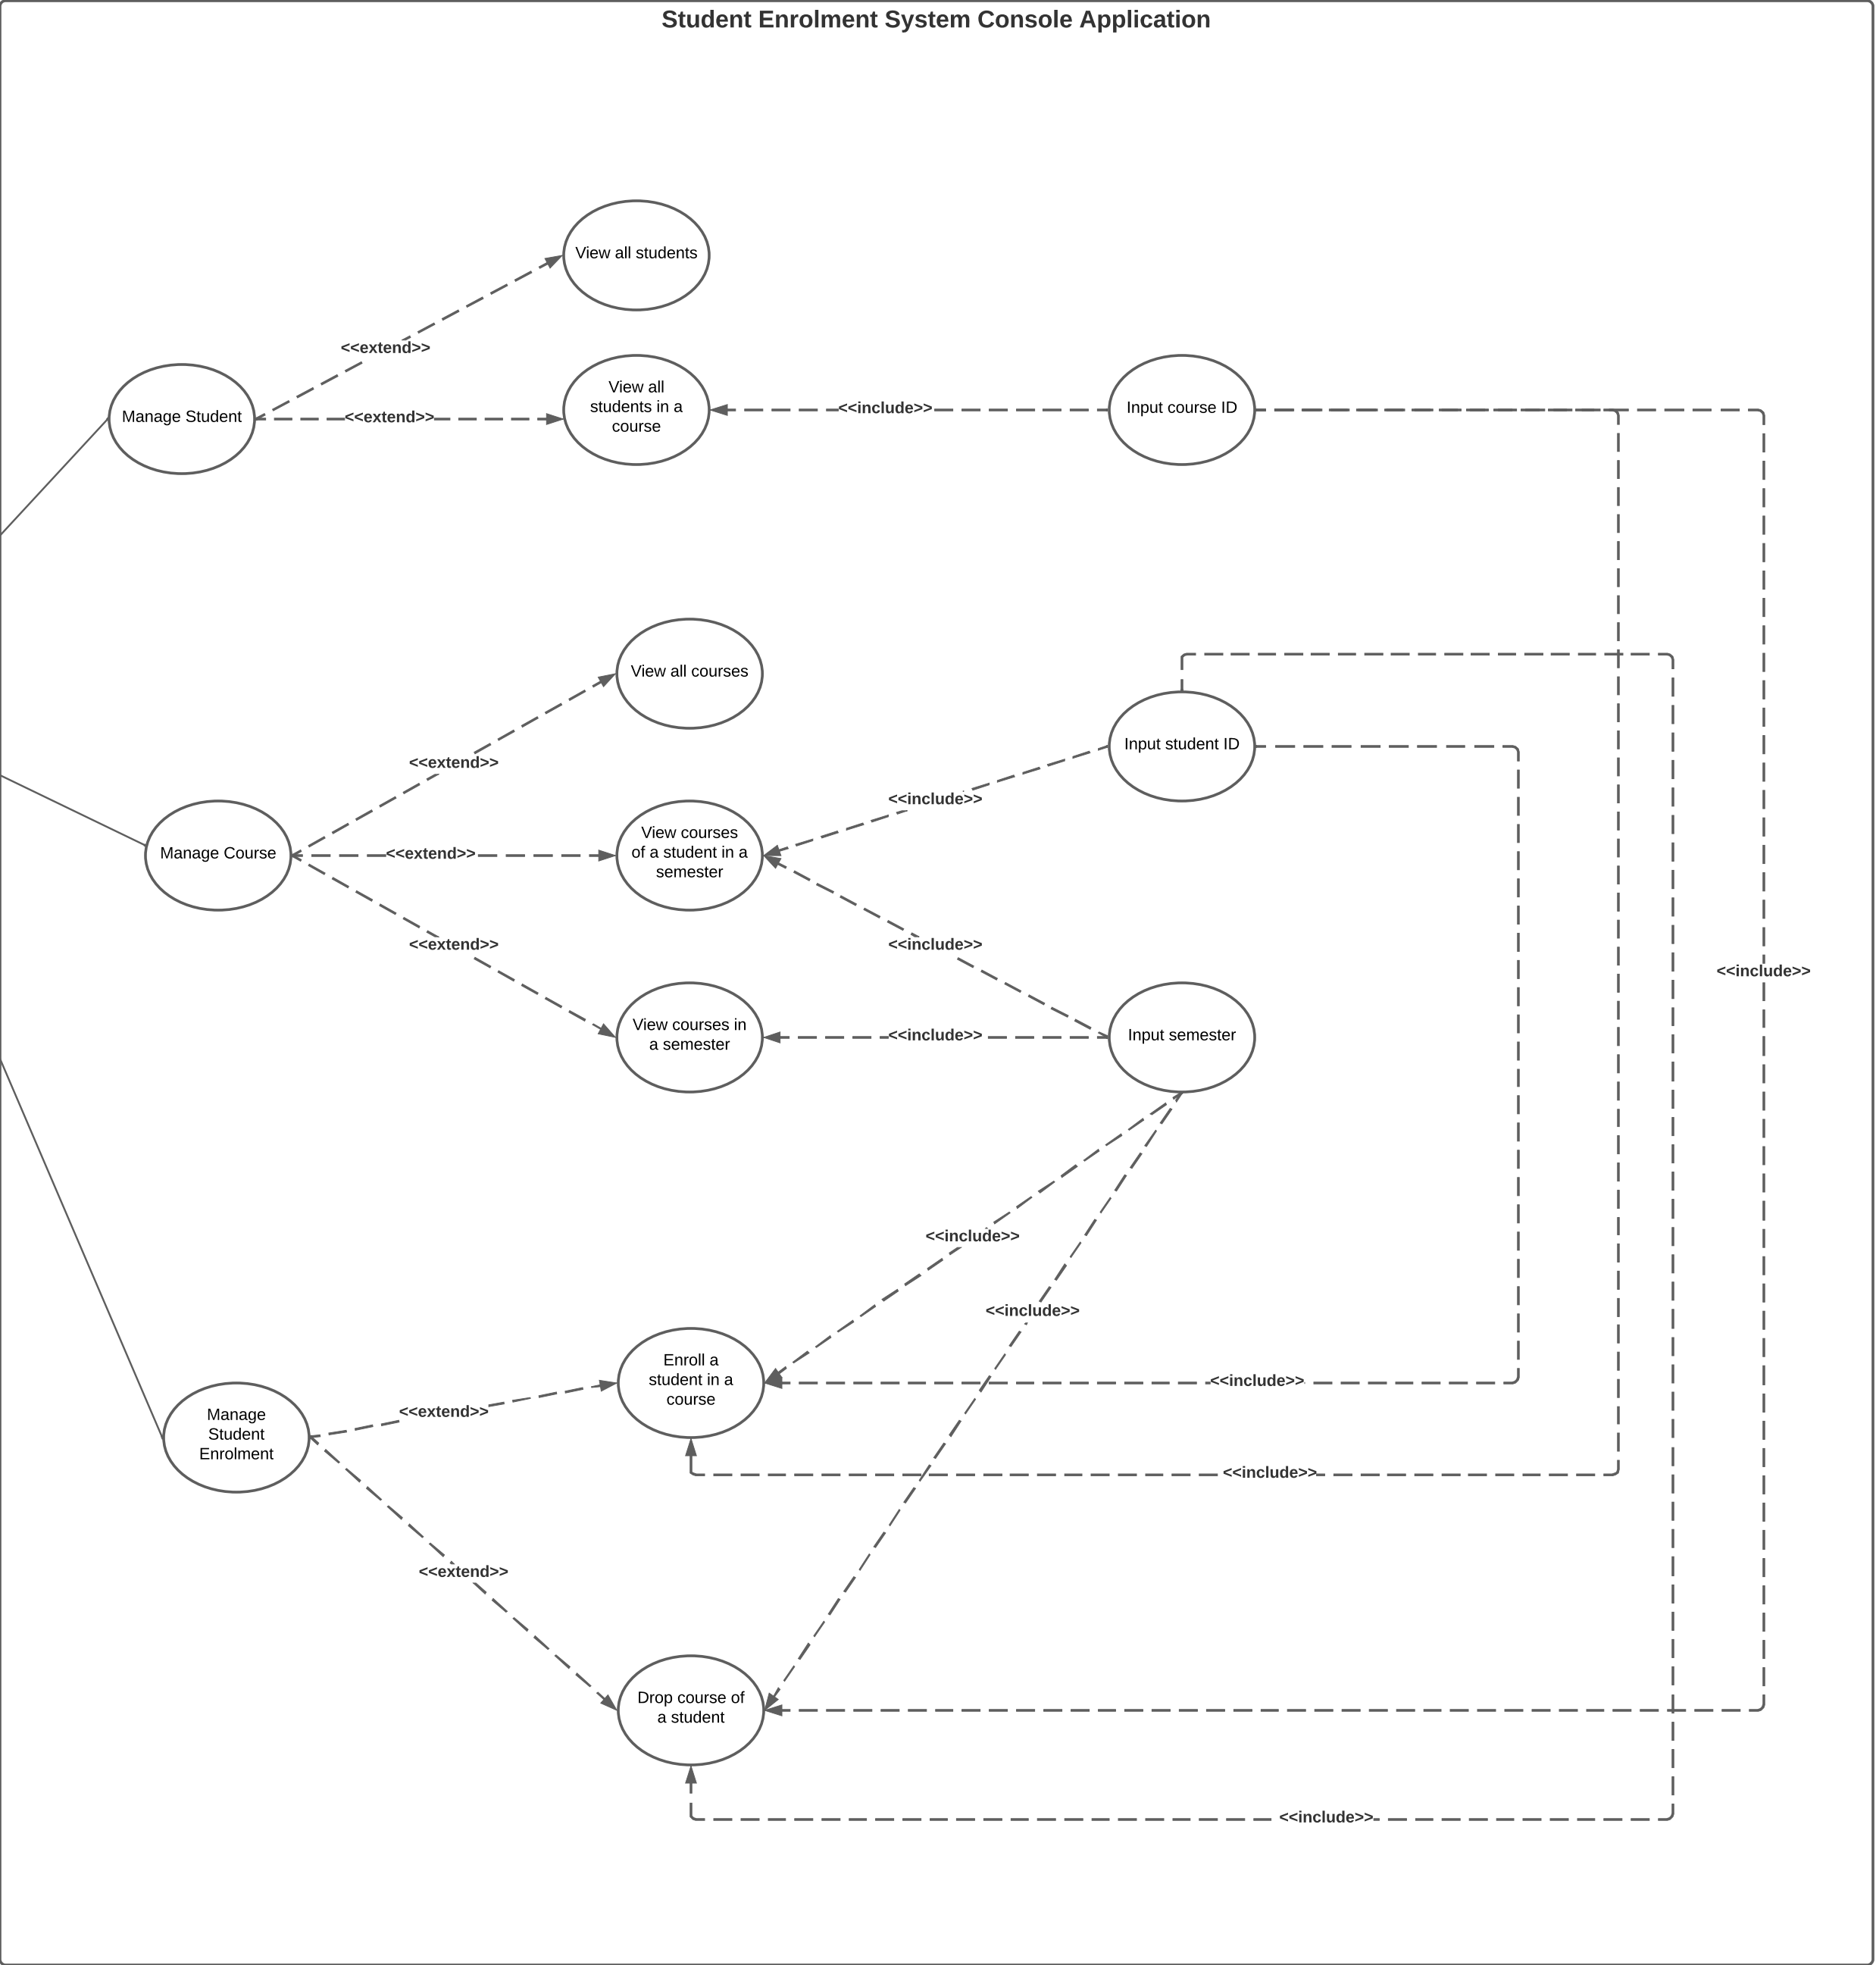 Student Enrolment System Console Application
View all students
<<extend>>
Manage Student
<<extend>>
View all
students in a
course
<<include>>
Input course ID
View all courses
<<extend>>
Input student ID
<<include>>
Manage Course
<<extend>>
View courses
of a student in a
semester
<<extend>>
<<include>>
<<include>>
View courses in
a semester
<<include>>
Input semester
<<include>>
<<include>>
Enroll a
student in a
course
<<include>>
<<extend>>
Manage
Student
Enrolment
<<include>>
<<extend>>
Drop course of
a student
<<include>>